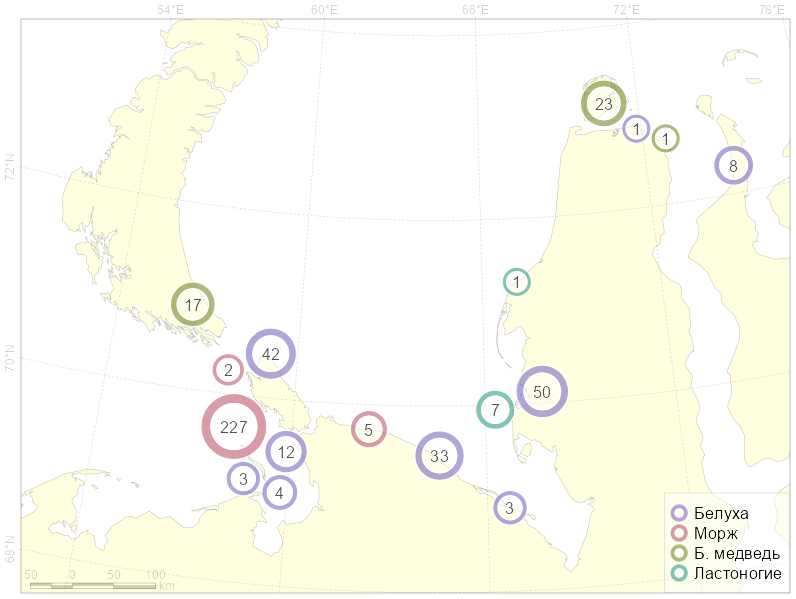 54°E 60°E 66°E 72°E 78°E
23
1
1
72°N
8
1
17
42
70°N
2
50
7
227
5
12
33
3
4
3
Белуха
Морж
Б. медведь
Ластоногие
68°N
50 0 50 100
km